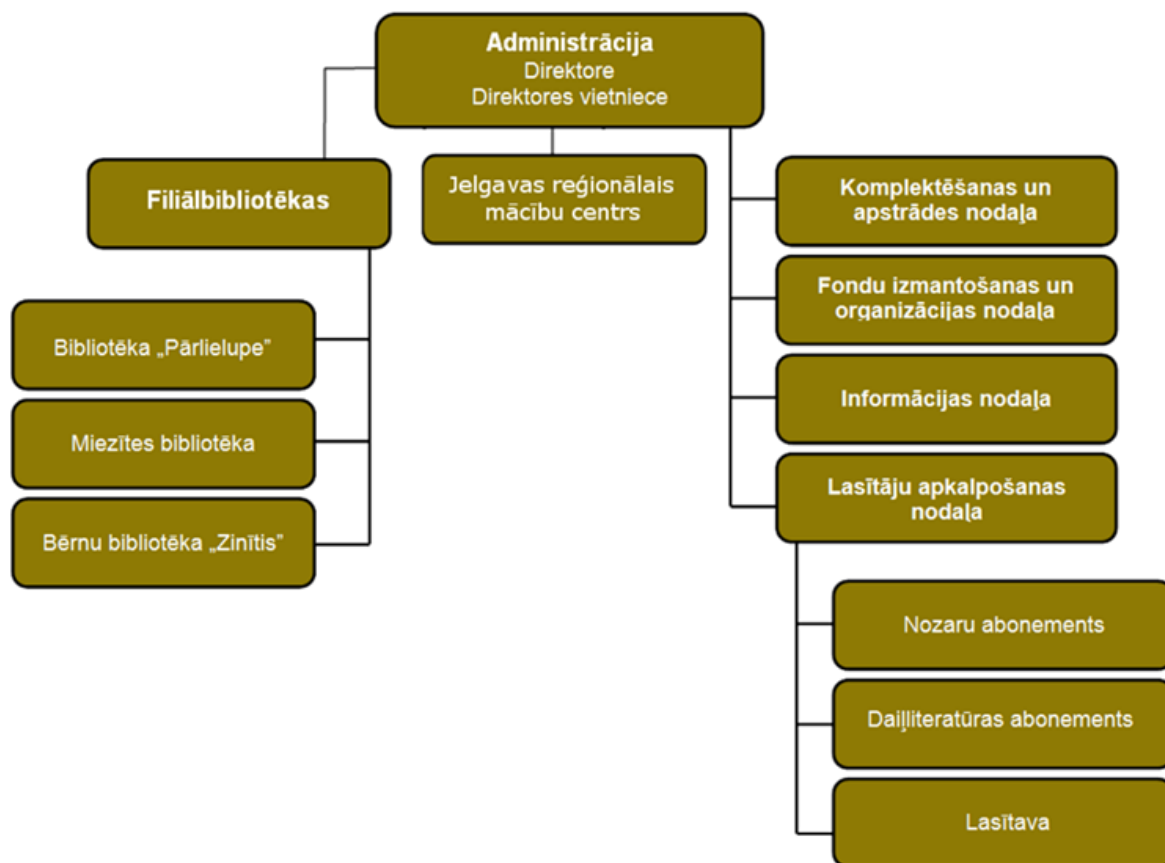 Administrācija
Direktore
Direktores vietniece
Filiālbibliotēkas
Jelgavas reģionālais
mācību centrs
Komplektēšanas un
apstrādes nodaļa
Fondu izmantošanas un
organizācijas nodaļa
Informācijas nodaļa
Lasītāju apkalpošanas
nodaļa
Bibliotēka „Pārlielupe”
Miezītes bibliotēka
Bērnu bibliotēka „Zinītis”
Nozaru abonements
Daiļliteratūras abonements
Lasītava